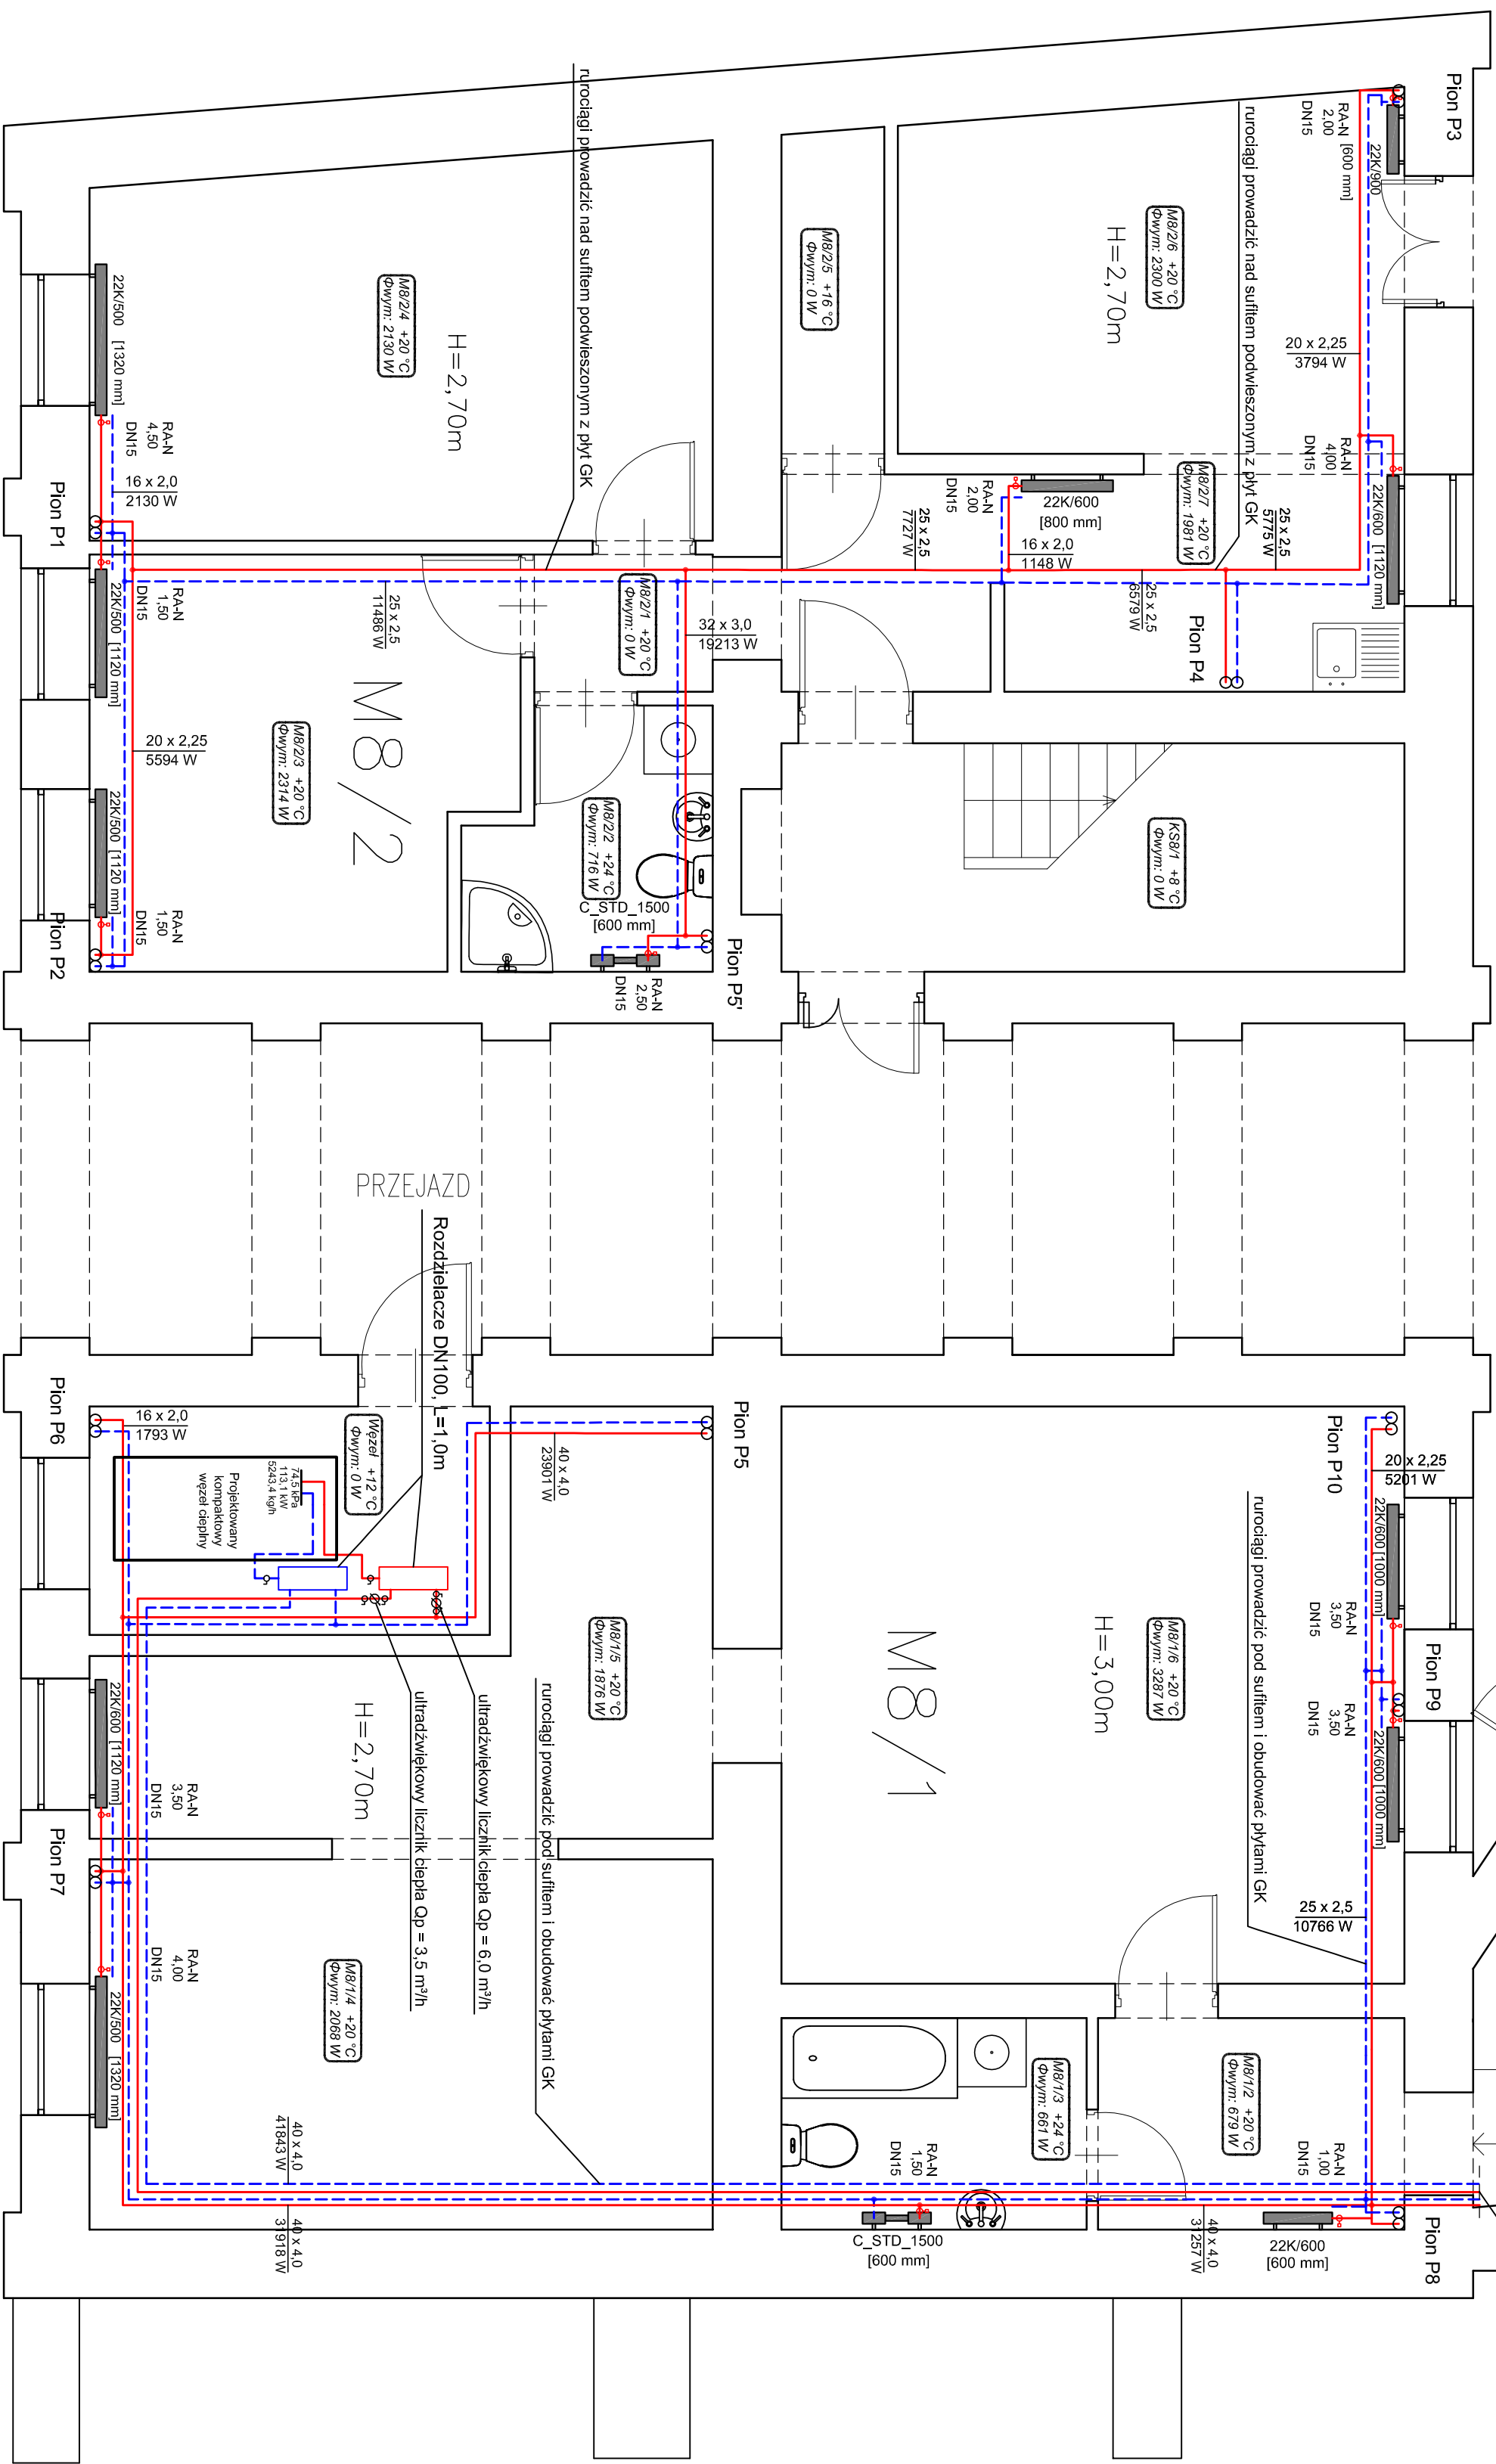 Pion P3
RA-N
2,00
DN15
[600 mm]
22K/900
rurociągi prowadzić nad sufitem podwieszonym z płyt GK
M8/2/6 +20 °C
Φwym: 2300 W
H=2,70m
20 x 2,25
3794 W
RA-N
4,00
DN15
22K/600 [1120 mm]
M8/2/7 +20 °C
Φwym: 1981 W
25 x 2,5
5775 W
22K/600
[800 mm]
RA-N
2,00
DN15
16 x 2,0
1148 W
25 x 2,5
7727 W
25 x 2,5
6579 W
Pion P4
M8/2/5 +16 °C
Φwym: 0 W
rurociągi prowadzić nad sufitem podwieszonym z płyt GK
M8/2/4 +20 °C
Φwym: 2130 W
H=2,70m
22K/500 [1320 mm]
RA-N
4,50
DN15
16 x 2,0
2130 W
Pion P1
RA-N
1,50
DN15
22K/500 [1120 mm]
25 x 2,5
11486 W
M8/2/1 +20 °C
Φwym: 0 W
32 x 3,0
19213 W
M8/2
M8/2/3 +20 °C
Φwym: 2314 W
20 x 2,25
5594 W
22K/500 [1120 mm]
RA-N
1,50
DN15
Pion P2
M8/2/2 +24 °C
Φwym: 716 W
C_STD_1500
[600 mm]
RA-N
2,50
DN15
Pion P5'
KS8/1 +8 °C
Φwym: 0 W
PRZEJAZD
Rozdzielacze DN100, L=1,0m
Pion P6
16 x 2,0
1793 W
Węzeł +12 °C
Φwym: 0 W
74,5 kPa
113,1 kW
5243,4 kg/h
Projektowany
kompaktowy
węzeł cieplny
40 x 4,0
23901 W
Pion P5
Pion P10
20 x 2,25
5201 W
22K/600 [1000 mm]
rurociągi prowadzić pod sufitem i obudować płytami GK
RA-N
3,50
DN15
Pion P9
RA-N
3,50
DN15
22K/600 [1000 mm]
M8/1/6 +20 °C
Φwym: 3287 W
H=3,00m
M8/1
25 x 2,5
10766 W
M8/1/5 +20 °C
Φwym: 1876 W
rurociągi prowadzić pod sufitem i obudować płytami GK
ultradźwiękowy licznik ciepła Qp = 6,0 m³/h
ultradźwiękowy licznik ciepła Qp = 3,5 m³/h
H=2,70m
22K/600 [1120 mm]
RA-N
3,50
DN15
Pion P7
RA-N
4,00
DN15
22K/500 [1320 mm]
M8/1/4 +20 °C
Φwym: 2068 W
40 x 4,0
41843 W
40 x 4,0
31918 W
M8/1/3 +24 °C
Φwym: 661 W
RA-N
1,50
DN15
C_STD_1500
[600 mm]
M8/1/2 +20 °C
Φwym: 679 W
RA-N
1,00
DN15
40 x 4,0
31257 W
22K/600
[600 mm]
Pion P8